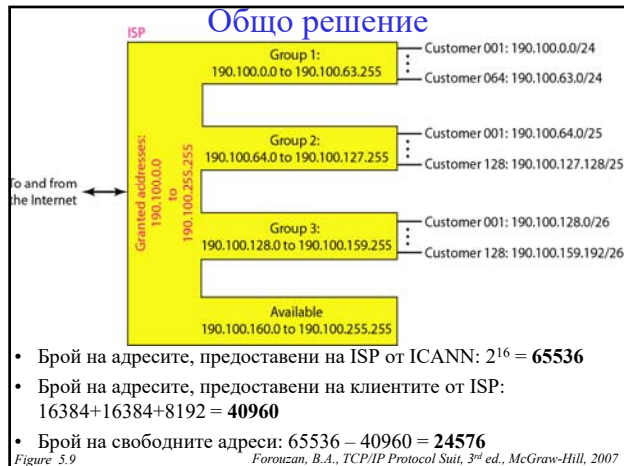 Общо решение
ISP
Group 1:
190.100.0.0 to 190.100.63.255
Customer 001: 190.100.0.0/24
Customer 064: 190.100.63.0/24
Group 2:
190.100.64.0 to 190.100.127.255
Customer 001: 190.100.64.0/25
Customer 128: 190.100.127.128/25
To and from
the Internet
Granted addresses:
190.100.0.0
to
190.100.255.255
Group 3:
190.100.128.0 to 190.100.159.255
Customer 001: 190.100.128.0/26
Customer 128: 190.100.159.192/26
Available
190.100.160.0 to 190.100.255.255
• Брой на адресите, предоставени на ISP от ICANN: 2¹⁶ = 65536
• Брой на адресите, предоставени на клиентите от ISP:
16384+16384+8192 = 40960
• Брой на свободните адреси: 65536 – 40960 = 24576
Figure 5.9
Forouzan, B.A., TCP/IP Protocol Suit, 3rd ed., McGraw-Hill, 2007